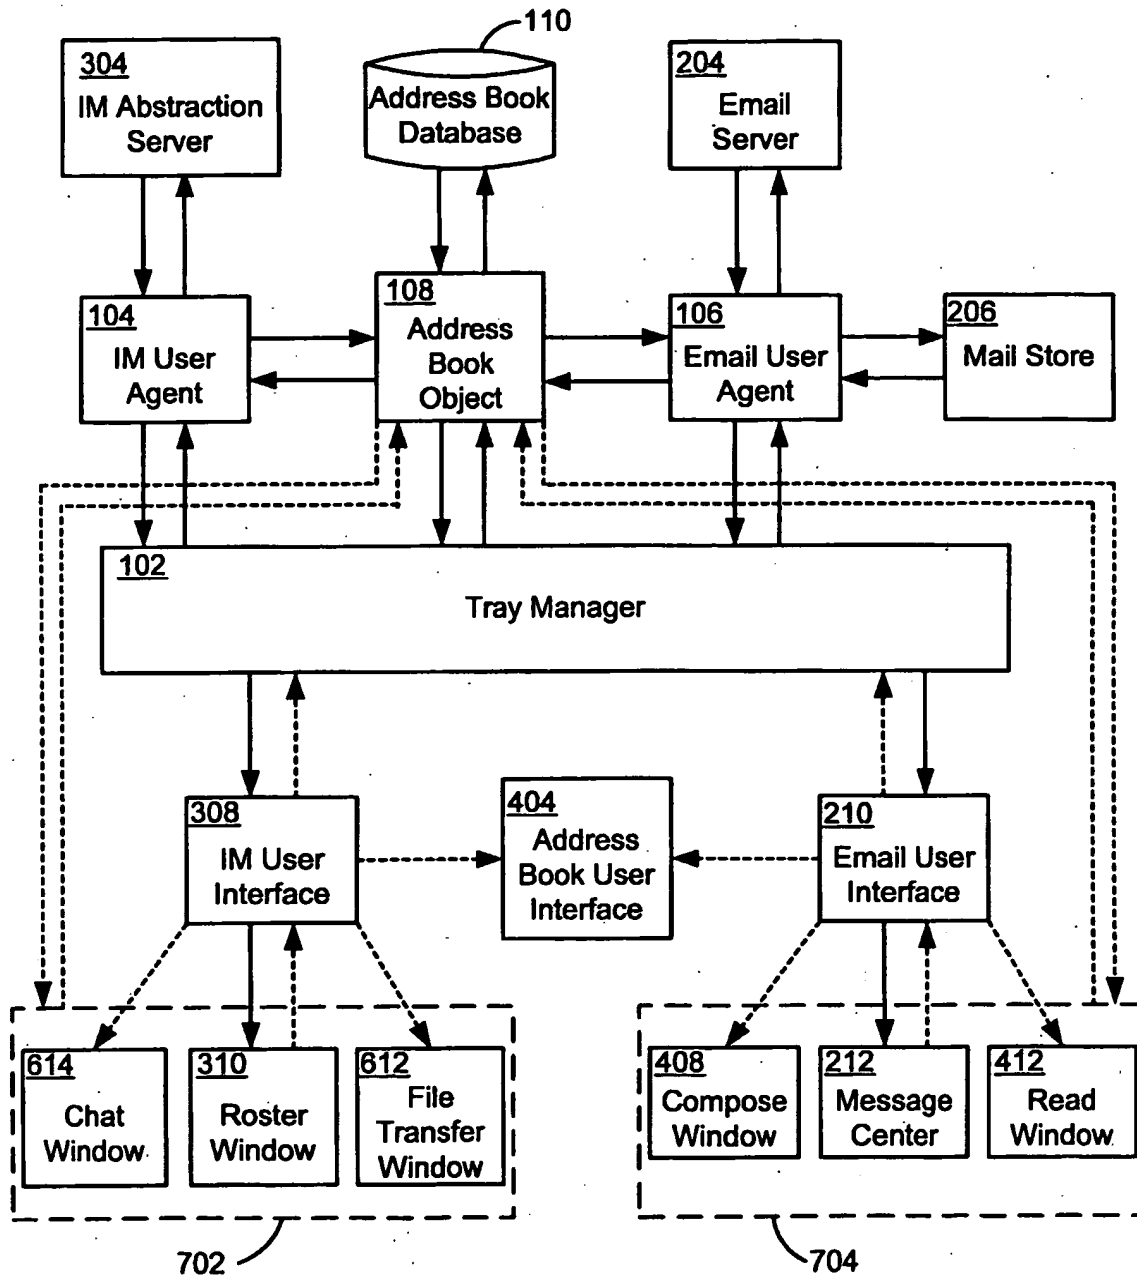 110
304
IM Abstraction
Server
Address Book
Database
204
Email
Server
104
IM User
Agent
108
Address
Book
Object
106
Email User
Agent
206
Mail Store
102
Tray Manager
308
IM User
Interface
404
Address
Book User
Interface
210
Email User
Interface
614
Chat
Window
310
Roster
Window
612
File
Transfer
Window
408
Compose
Window
212
Message
Center
412
Read
Window
702
704